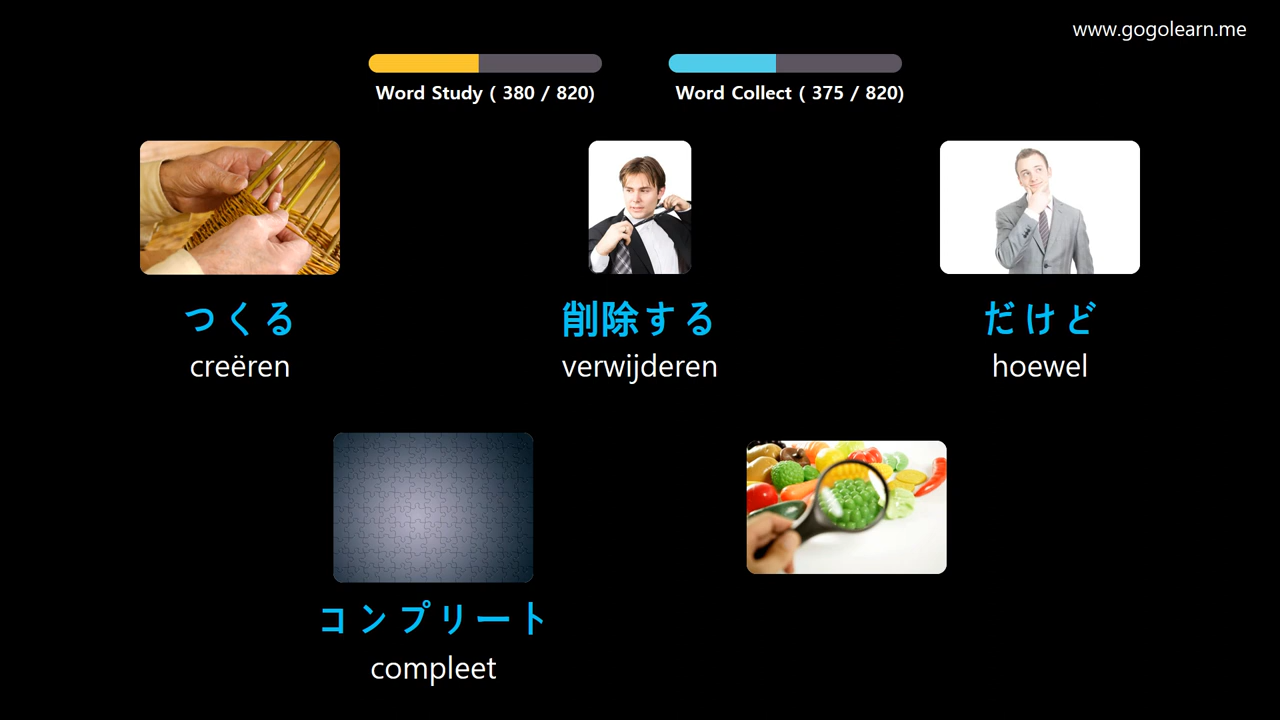 www.gogolearn.me
Word Study ( 380 / 820)
Word Collect ( 375 / 820)
つくる
creëren
削除する
verwijderen
だけど
hoewel
コンプリート
compleet